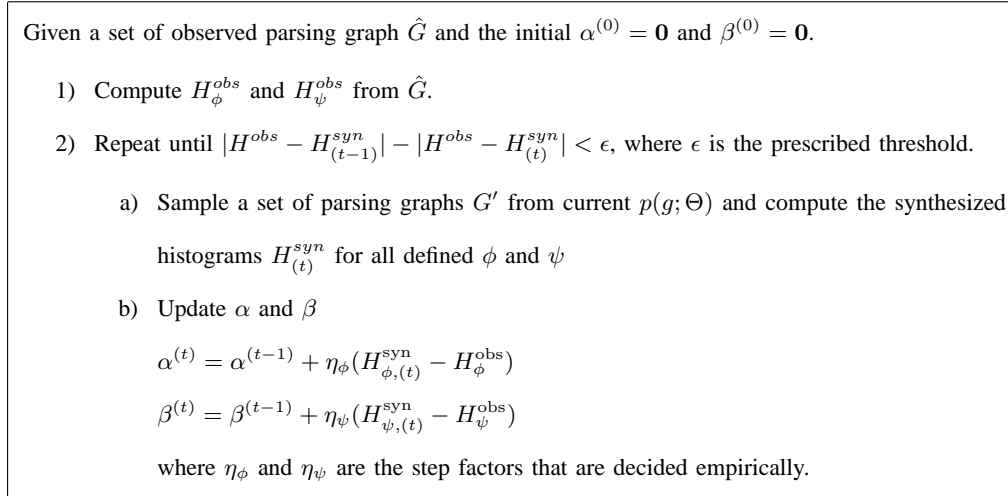 Given a set of observed parsing graph Ĝ and the initial α^{(0)} = 𝟎 and β^{(0)} = 𝟎.
1) Compute H_ϕ^{obs} and H_ψ^{obs} from Ĝ.
2) Repeat until |H^{obs} − H_{(t−1)}^{syn}| − |H^{obs} − H_{(t)}^{syn}| < ϵ, where ϵ is the prescribed threshold.
a) Sample a set of parsing graphs G′ from current p(g; Θ) and compute the synthesized
histograms H_{(t)}^{syn} for all defined ϕ and ψ
b) Update α and β
α^{(t)} = α^{(t−1)} + η_ϕ(H_{ϕ,(t)}^{syn} − H_ϕ^{obs})
β^{(t)} = β^{(t−1)} + η_ψ(H_{ψ,(t)}^{syn} − H_ψ^{obs})
where η_ϕ and η_ψ are the step factors that are decided empirically.